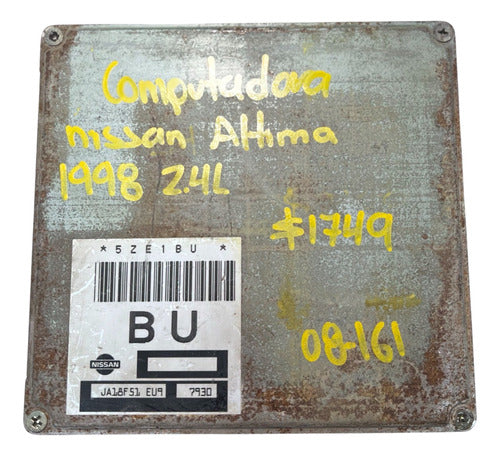 Computadora
nissan Altima
1998 2.4L
*1749
*5ZE1BU*
BU
NISSAN
JA18F51 EU9 7930
08-161